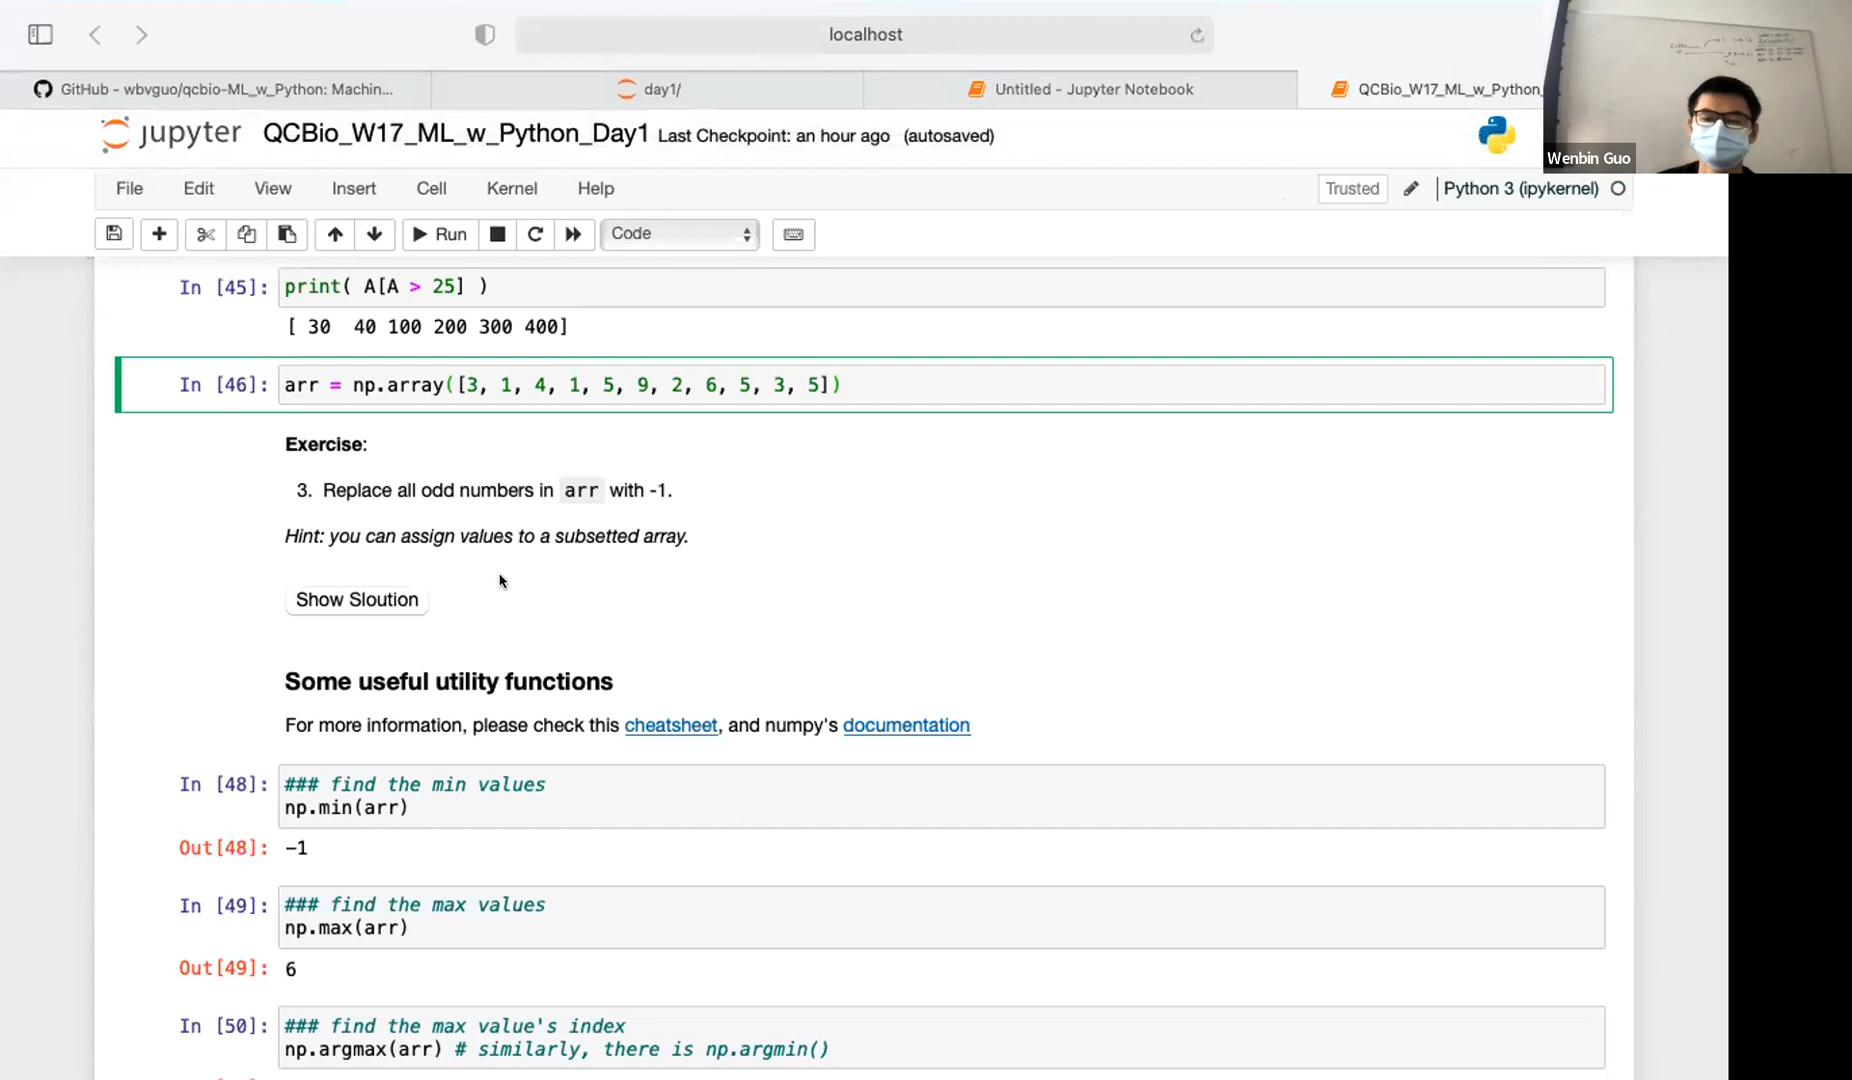 localhost
GitHub - wbvguo/qcbio-ML_w_Python: Machin...
day1/
Untitled - Jupyter Notebook
QCBio_W17_ML_w_Python_
Wenbin Guo
jupyter QCBio_W17_ML_w_Python_Day1 Last Checkpoint: an hour ago (autosaved)
File Edit View Insert Cell Kernel Help Trusted Python 3 (ipykernel)
Run Code
In [45]: print( A[A > 25] )
[ 30  40 100 200 300 400]
In [46]: arr = np.array([3, 1, 4, 1, 5, 9, 2, 6, 5, 3, 5])
Exercise:
3. Replace all odd numbers in arr with -1.
Hint: you can assign values to a subsetted array.
Show Sloution
Some useful utility functions
For more information, please check this cheatsheet, and numpy's documentation
In [48]: ### find the min values
np.min(arr)
Out[48]: -1
In [49]: ### find the max values
np.max(arr)
Out[49]: 6
In [50]: ### find the max value's index
np.argmax(arr) # similarly, there is np.argmin()